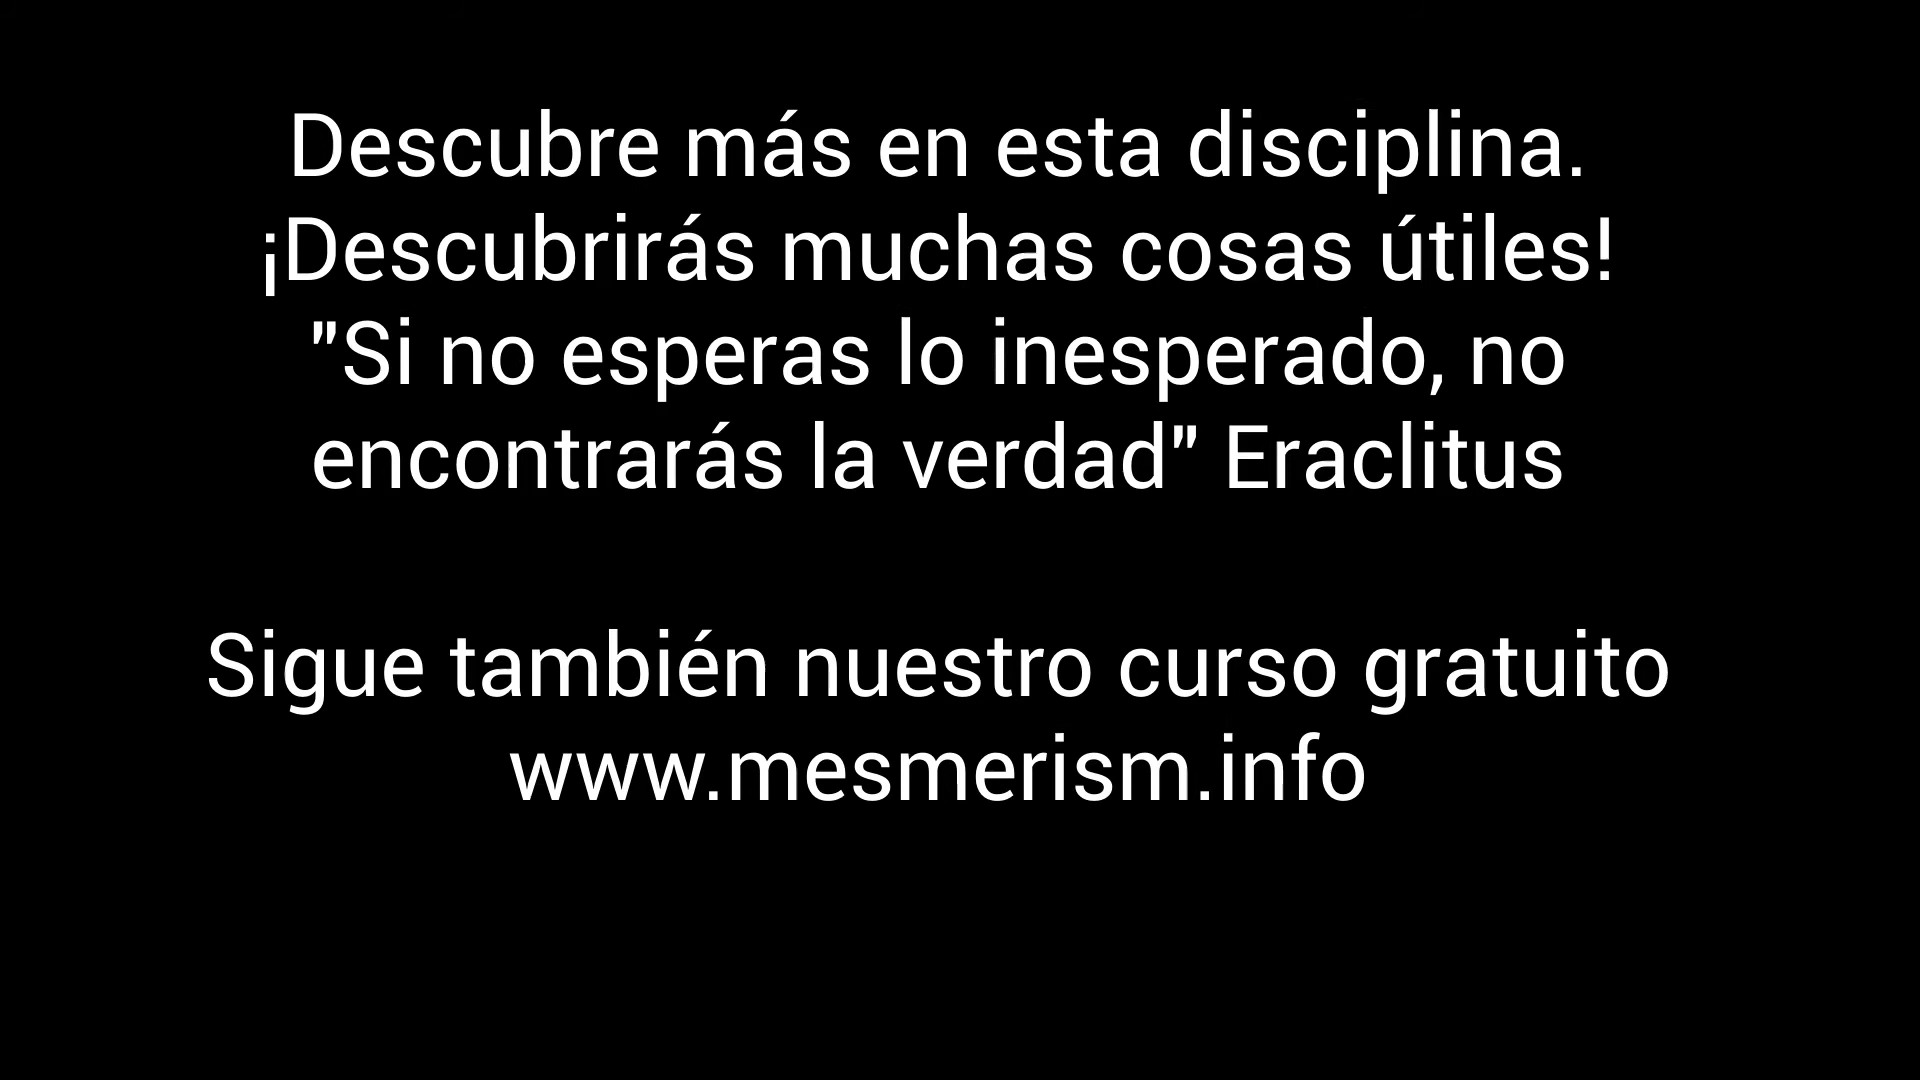 Descubre más en esta disciplina.
¡Descubrirás muchas cosas útiles!
"Si no esperas lo inesperado, no
encontrarás la verdad" Eraclitus
Sigue también nuestro curso gratuito
www.mesmerism.info